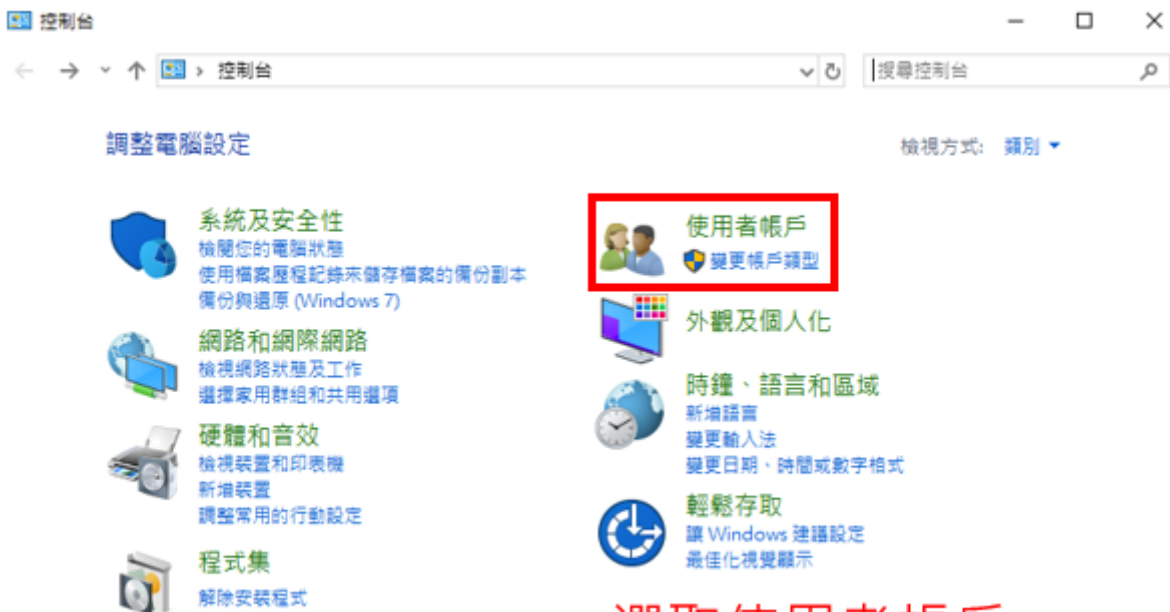 控制台
控制台
搜尋控制台
調整電腦設定
檢視方式: 類別
系統及安全性
檢閱您的電腦狀態
使用檔案歷程記錄來儲存檔案的備份副本
備份與還原 (Windows 7)
網路和網際網路
檢視網路狀態及工作
選擇家用群組和共用選項
硬體和音效
檢視裝置和印表機
新增裝置
調整常用的行動設定
程式集
解除安裝程式
使用者帳戶
變更帳戶類型
外觀及個人化
時鐘、語言和區域
新增語言
變更輸入法
變更日期、時間或數字格式
輕鬆存取
讓 Windows 建議設定
最佳化視覺顯示
選取使用者帳戶